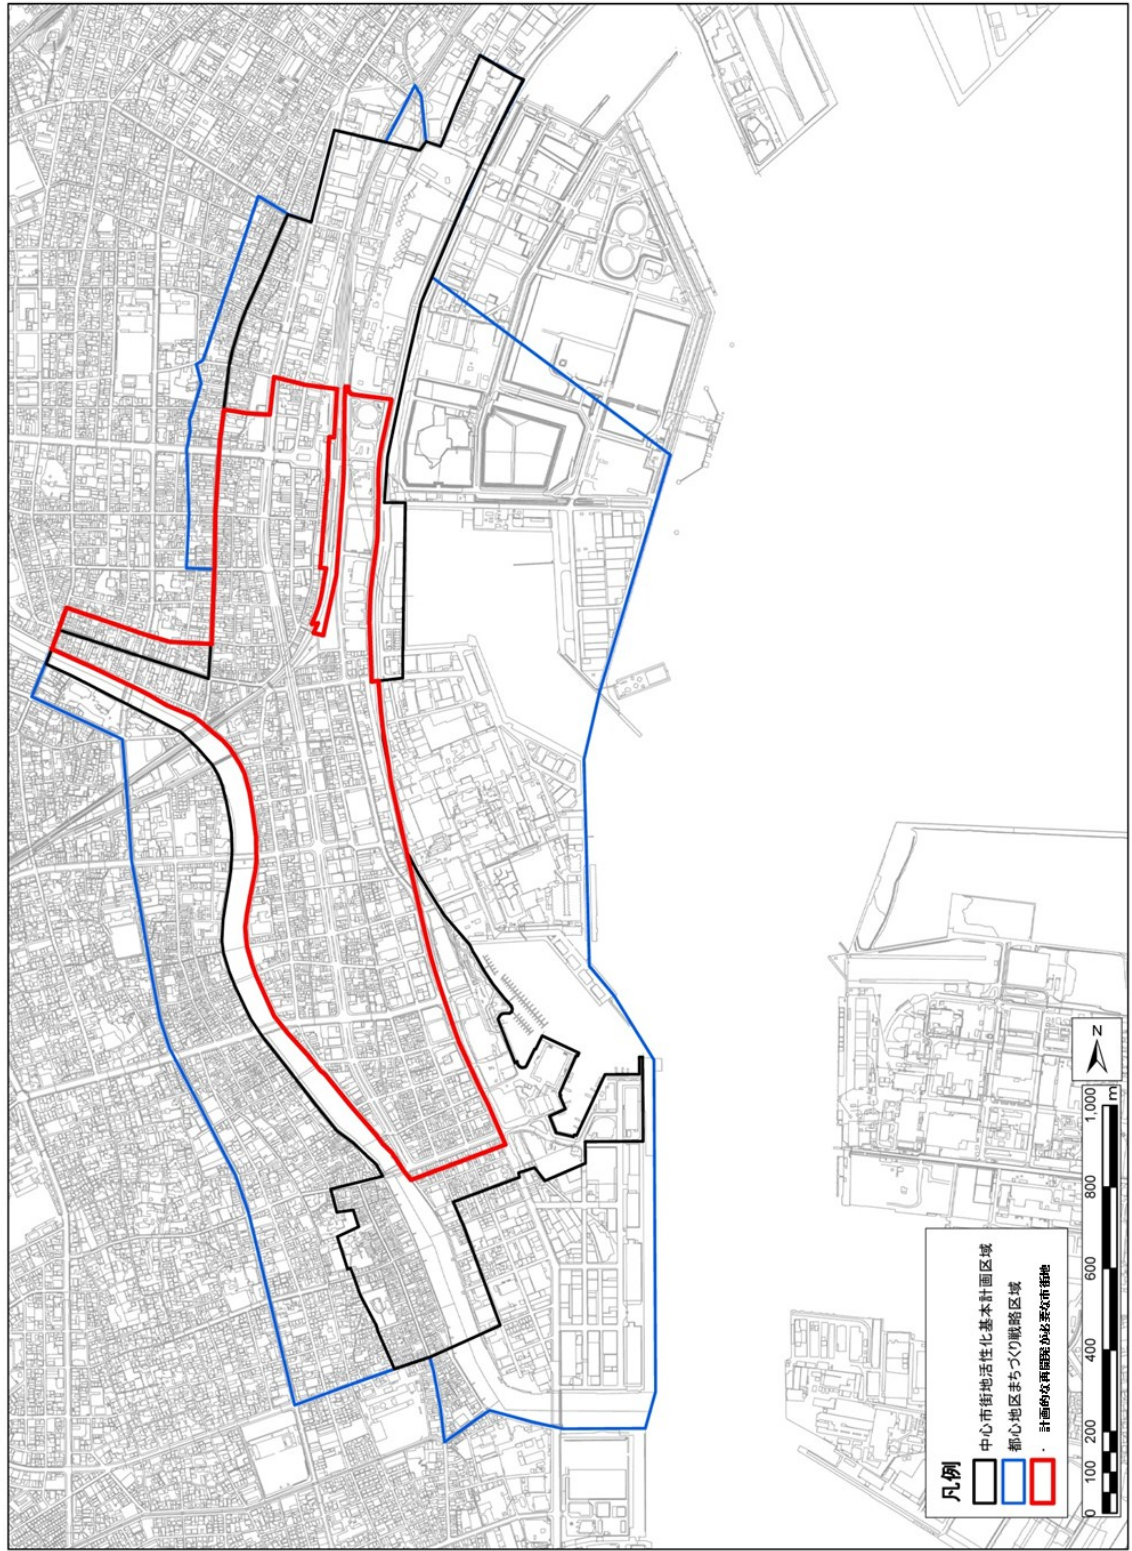 凡例
中心市街地活性化基本計画区域
都心地区まちづくり戦略区域
・ 計画的な再開発が必要な市街地
N
0 100 200 400 600 800 1,000
m